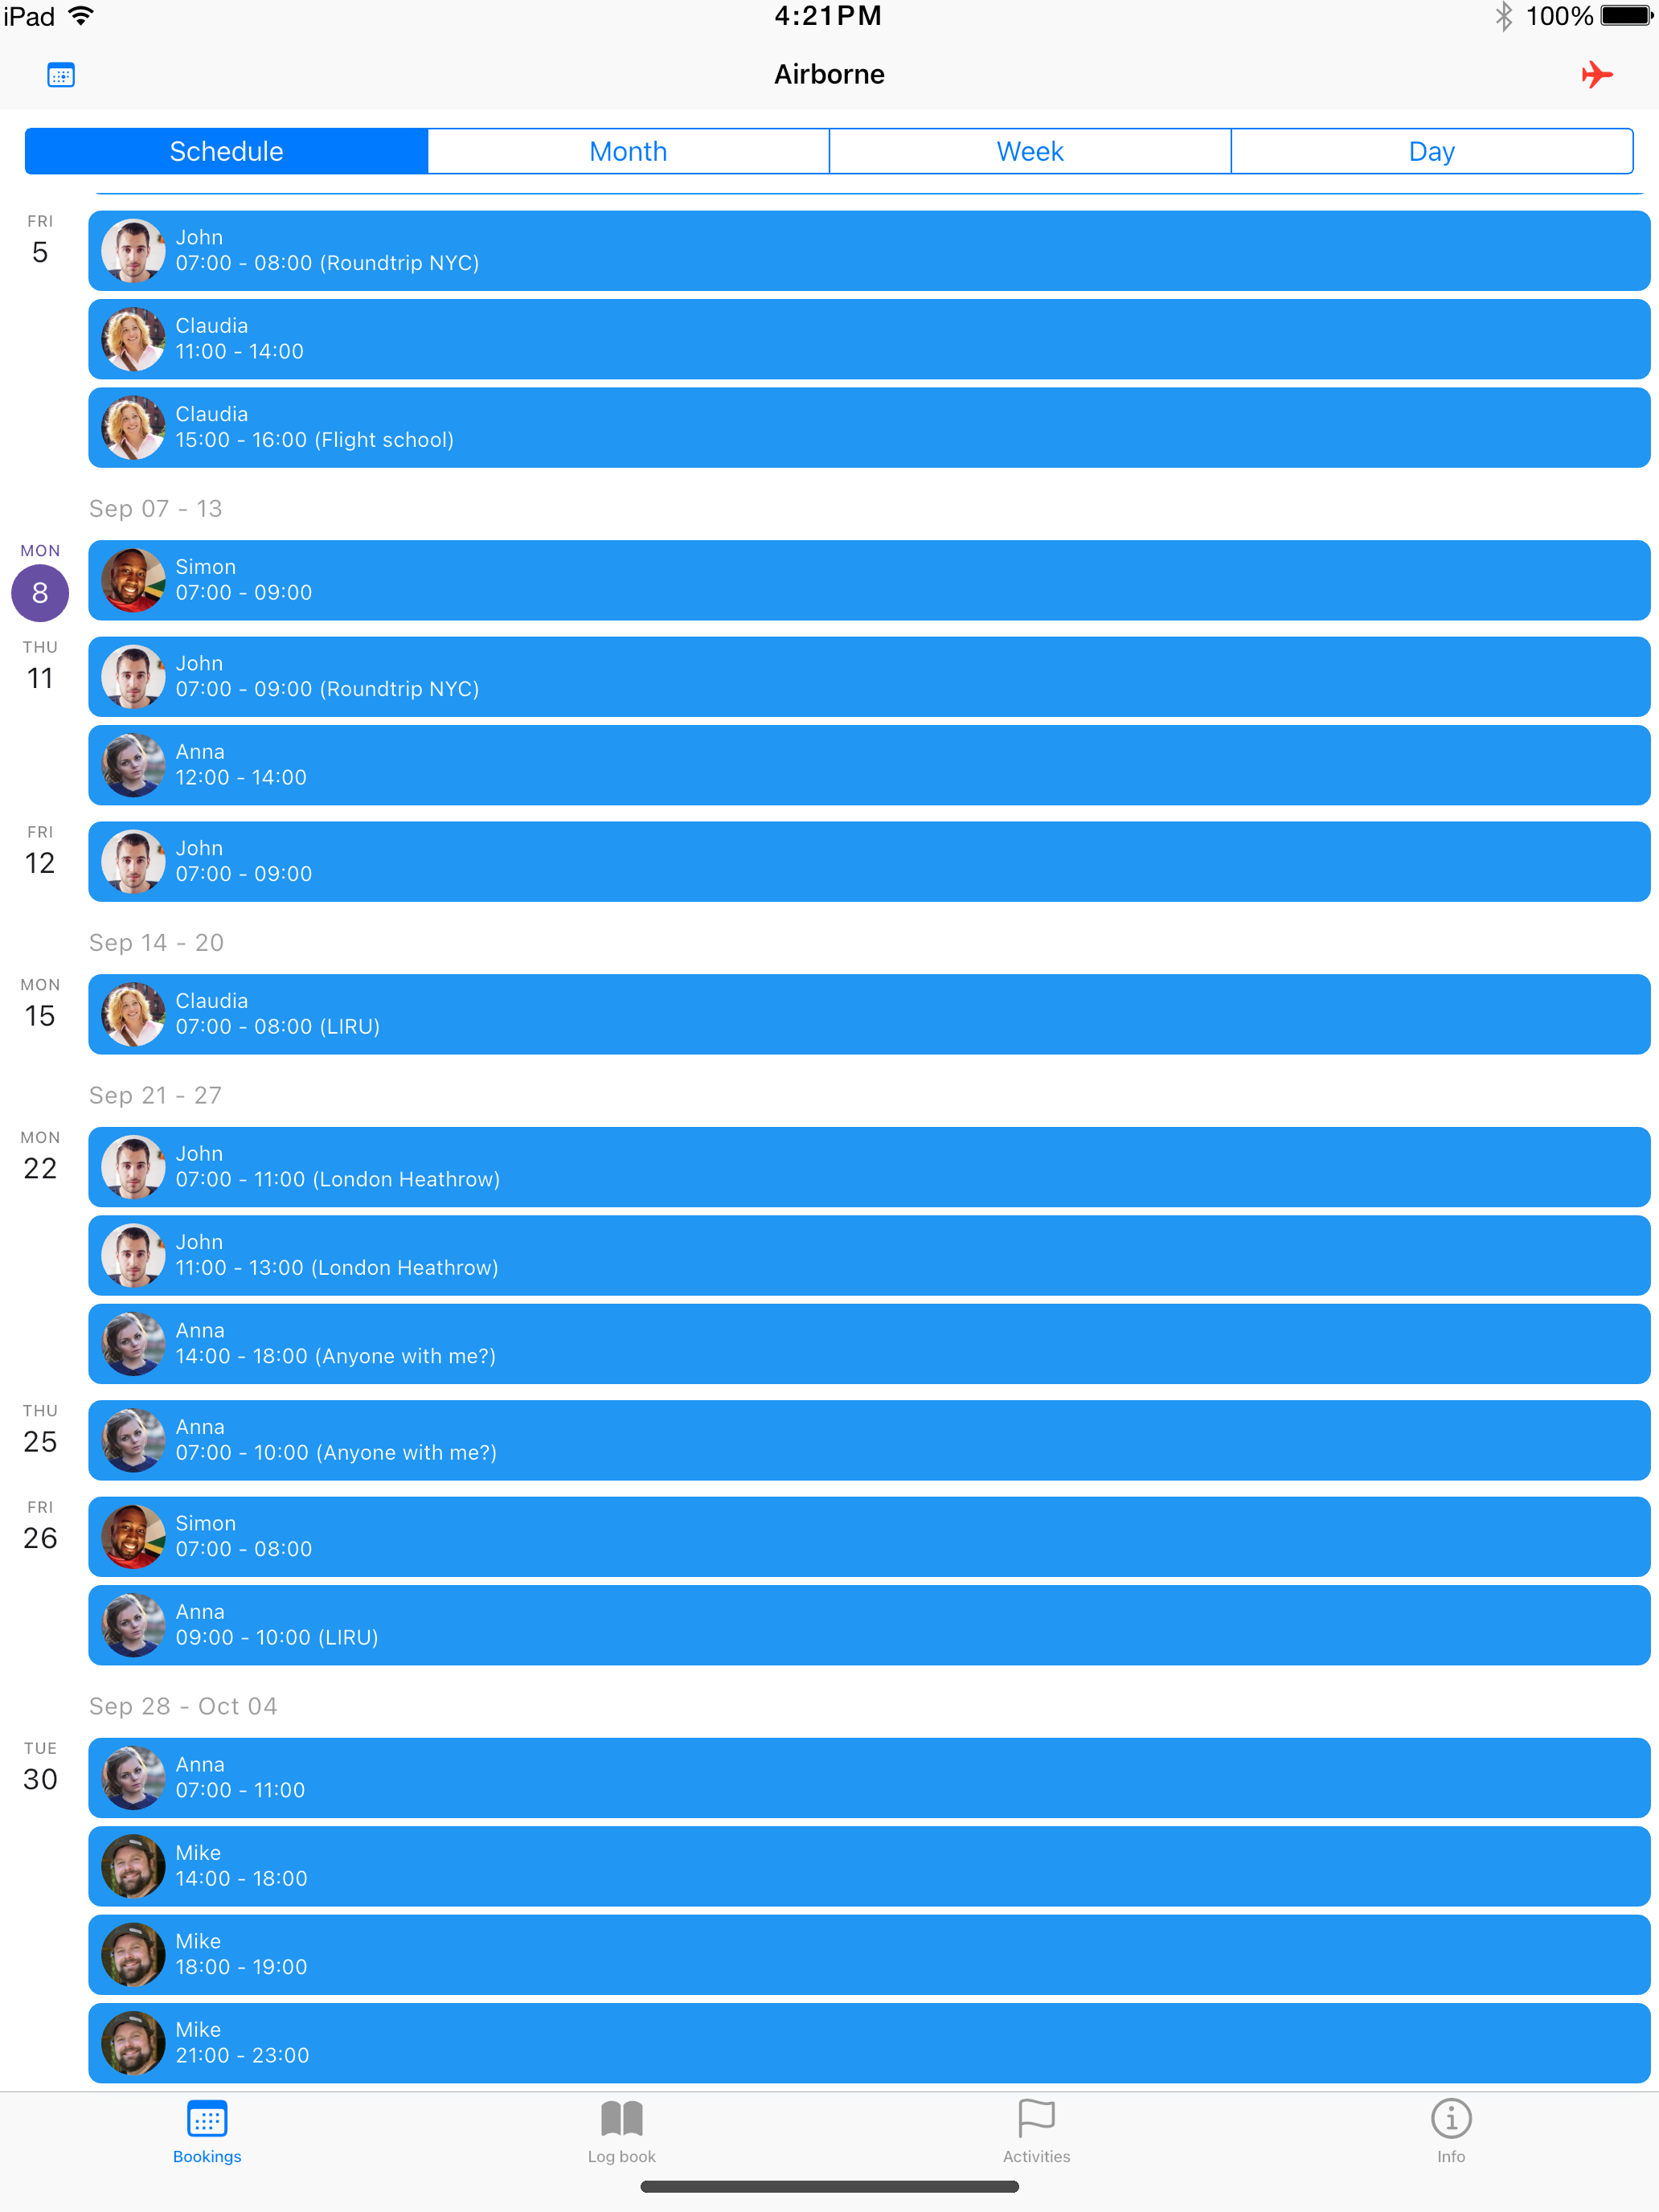 iPad 4:21PM 100%
Airborne
Schedule Month Week Day
FRI
5
John
07:00 - 08:00 (Roundtrip NYC)
Claudia
11:00 - 14:00
Claudia
15:00 - 16:00 (Flight school)
Sep 07 - 13
MON
8
Simon
07:00 - 09:00
THU
11
John
07:00 - 09:00 (Roundtrip NYC)
Anna
12:00 - 14:00
FRI
12
John
07:00 - 09:00
Sep 14 - 20
MON
15
Claudia
07:00 - 08:00 (LIRU)
Sep 21 - 27
MON
22
John
07:00 - 11:00 (London Heathrow)
John
11:00 - 13:00 (London Heathrow)
Anna
14:00 - 18:00 (Anyone with me?)
THU
25
Anna
07:00 - 10:00 (Anyone with me?)
FRI
26
Simon
07:00 - 08:00
Anna
09:00 - 10:00 (LIRU)
Sep 28 - Oct 04
TUE
30
Anna
07:00 - 11:00
Mike
14:00 - 18:00
Mike
18:00 - 19:00
Mike
21:00 - 23:00
Bookings Log book Activities Info